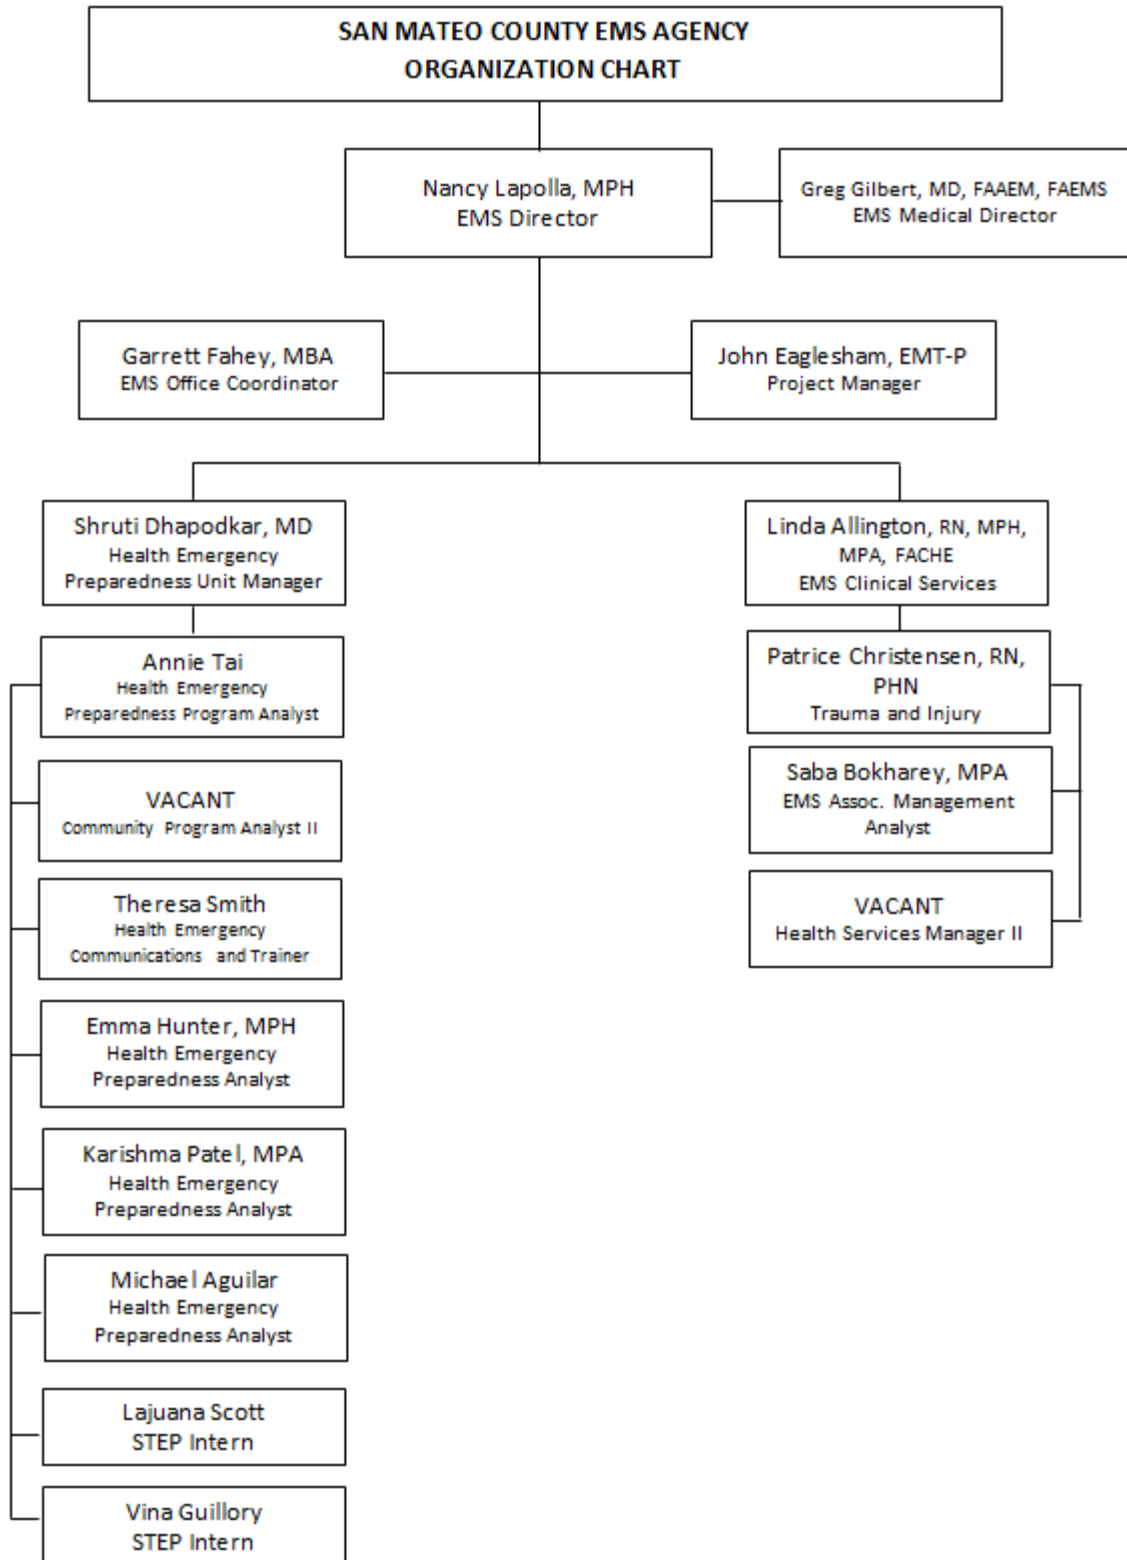 SAN MATEO COUNTY EMS AGENCY
ORGANIZATION CHART
Nancy Lapolla, MPH
EMS Director
Greg Gilbert, MD, FAAEM, FAEMS
EMS Medical Director
Garrett Fahey, MBA
EMS Office Coordinator
John Eaglesham, EMT-P
Project Manager
Shruti Dhapodkar, MD
Health Emergency
Preparedness Unit Manager
Linda Allington, RN, MPH,
MPA, FACHE
EMS Clinical Services
Annie Tai
Health Emergency
Preparedness Program Analyst
Patrice Christensen, RN,
PHN
Trauma and Injury
VACANT
Community Program Analyst II
Saba Bokharey, MPA
EMS Assoc. Management
Analyst
Theresa Smith
Health Emergency
Communications and Trainer
VACANT
Health Services Manager II
Emma Hunter, MPH
Health Emergency
Preparedness Analyst
Karishma Patel, MPA
Health Emergency
Preparedness Analyst
Michael Aguilar
Health Emergency
Preparedness Analyst
Lajuana Scott
STEP Intern
Vina Guillory
STEP Intern